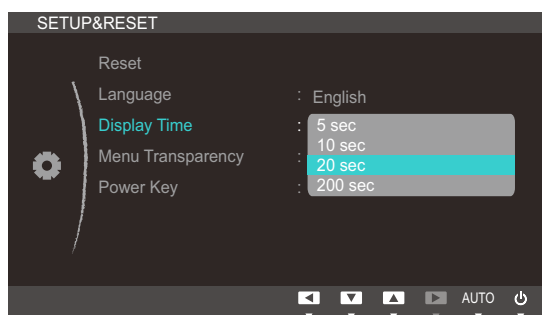 SETUP&RESET
Reset
Language : English
Display Time : 5 sec
10 sec
Menu Transparency : 20 sec
Power Key : 200 sec
AUTO